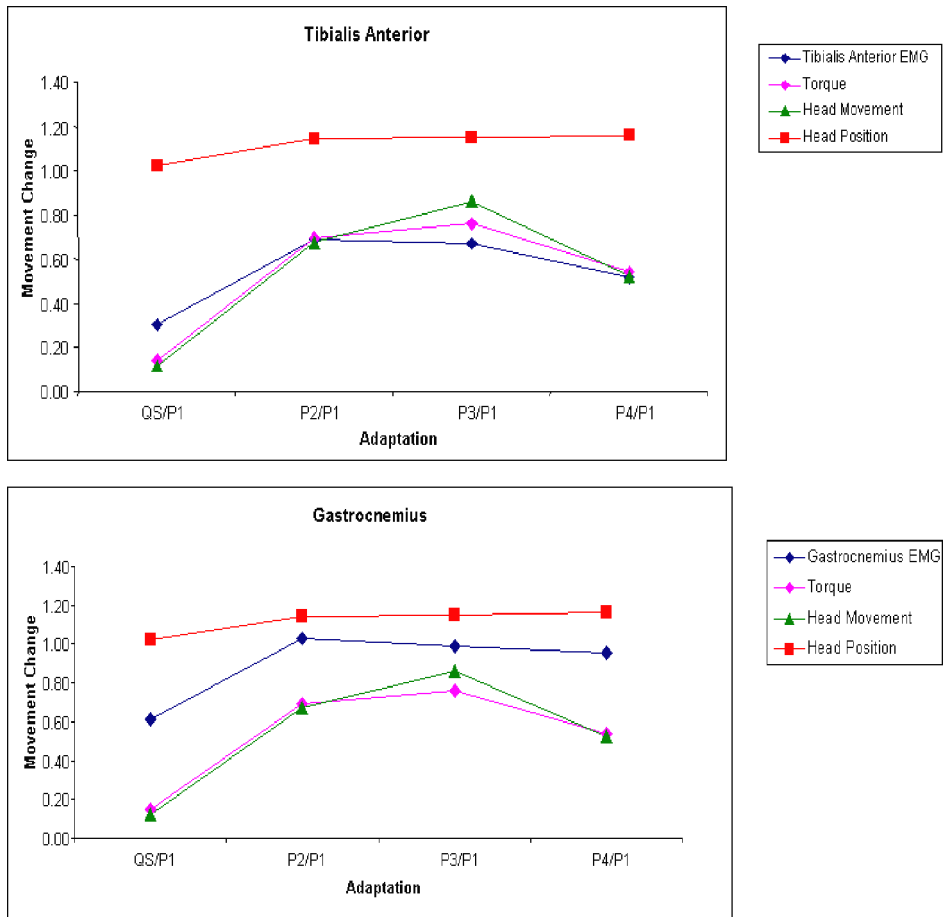 Tibialis Anterior
Movement Change
1.40
1.20
1.00
0.80
0.60
0.40
0.20
0.00
QS/P1 P2/P1 P3/P1 P4/P1
Adaptation
Tibialis Anterior EMG
Torque
Head Movement
Head Position
Gastrocnemius
Movement Change
1.40
1.20
1.00
0.80
0.60
0.40
0.20
0.00
QS/P1 P2/P1 P3/P1 P4/P1
Adaptation
Gastrocnemius EMG
Torque
Head Movement
Head Position